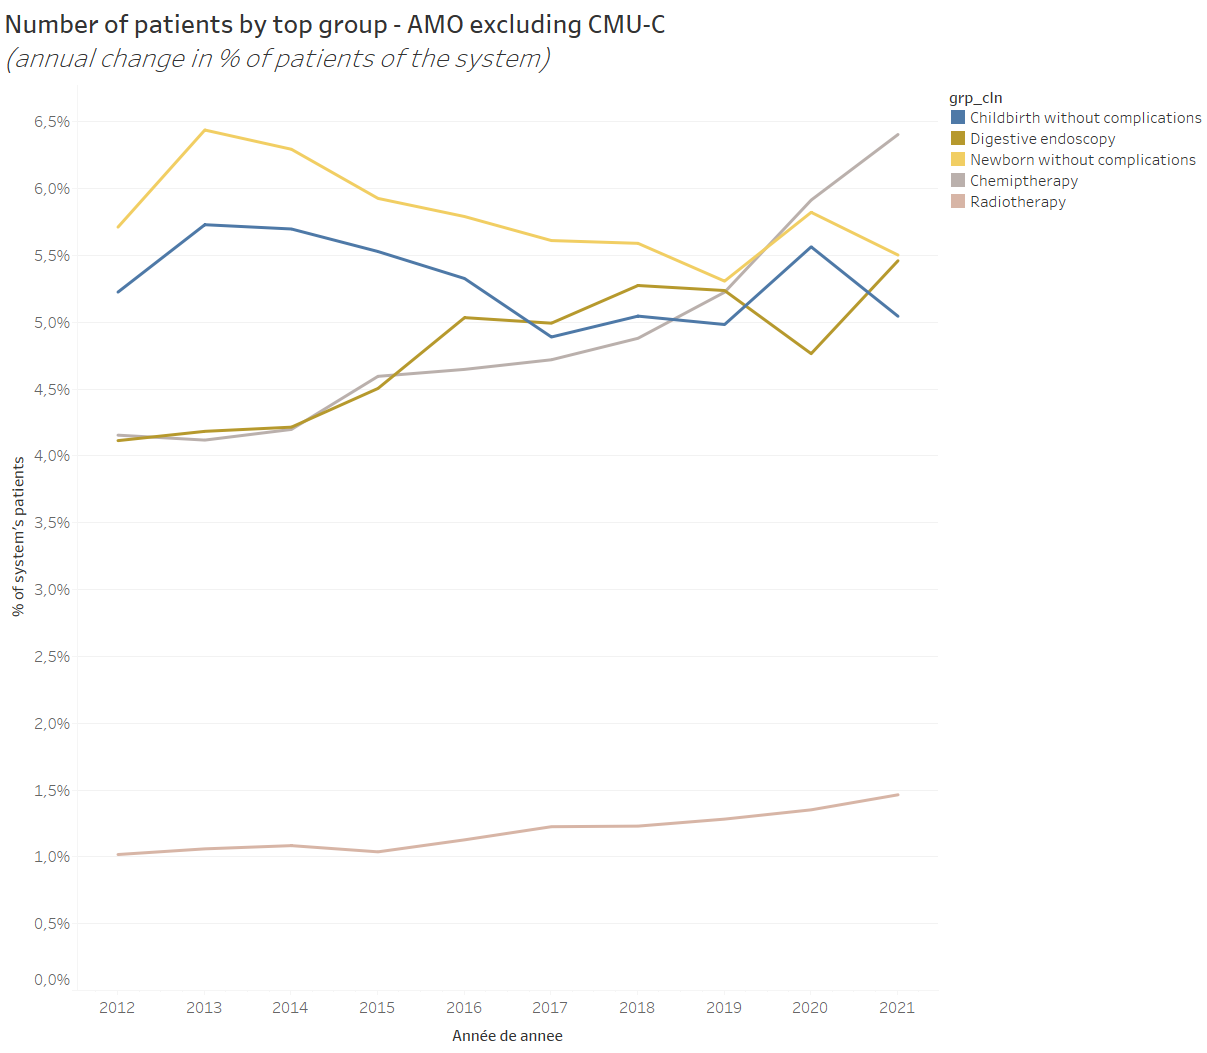 Number of patients by top group - AMO excluding CMU-C
(annual change in % of patients of the system)
grp_cln
Childbirth without complications
Digestive endoscopy
Newborn without complications
Chemiptherapy
Radiotherapy
6,5%
6,0%
5,5%
5,0%
4,5%
4,0%
3,5%
3,0%
2,5%
2,0%
1,5%
1,0%
0,5%
0,0%
% of system's patients
2012 2013 2014 2015 2016 2017 2018 2019 2020 2021
Année de annee